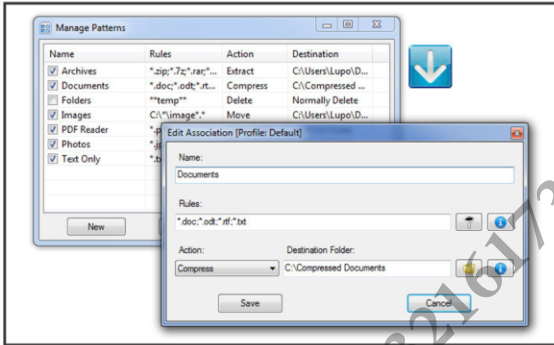 Manage Patterns
Name Rules Action Destination
Archives *.zip;*.7z;*.rar;*... Extract C:\Users\Lupo\D...
Documents *.doc;*.odt;*.rt... Compress C:\Compressed ...
Folders **temp** Delete Normally Delete
Images C:\*\image*.* Move C:\Users\Lupo\D...
PDF Reader
Photos
Text Only
New
Edit Association [Profile: Default]
Name:
Documents
Rules:
*.doc;*.odt;*.rtf;*.txt
Action: Destination Folder:
Compress C:\Compressed Documents
Save Cancel